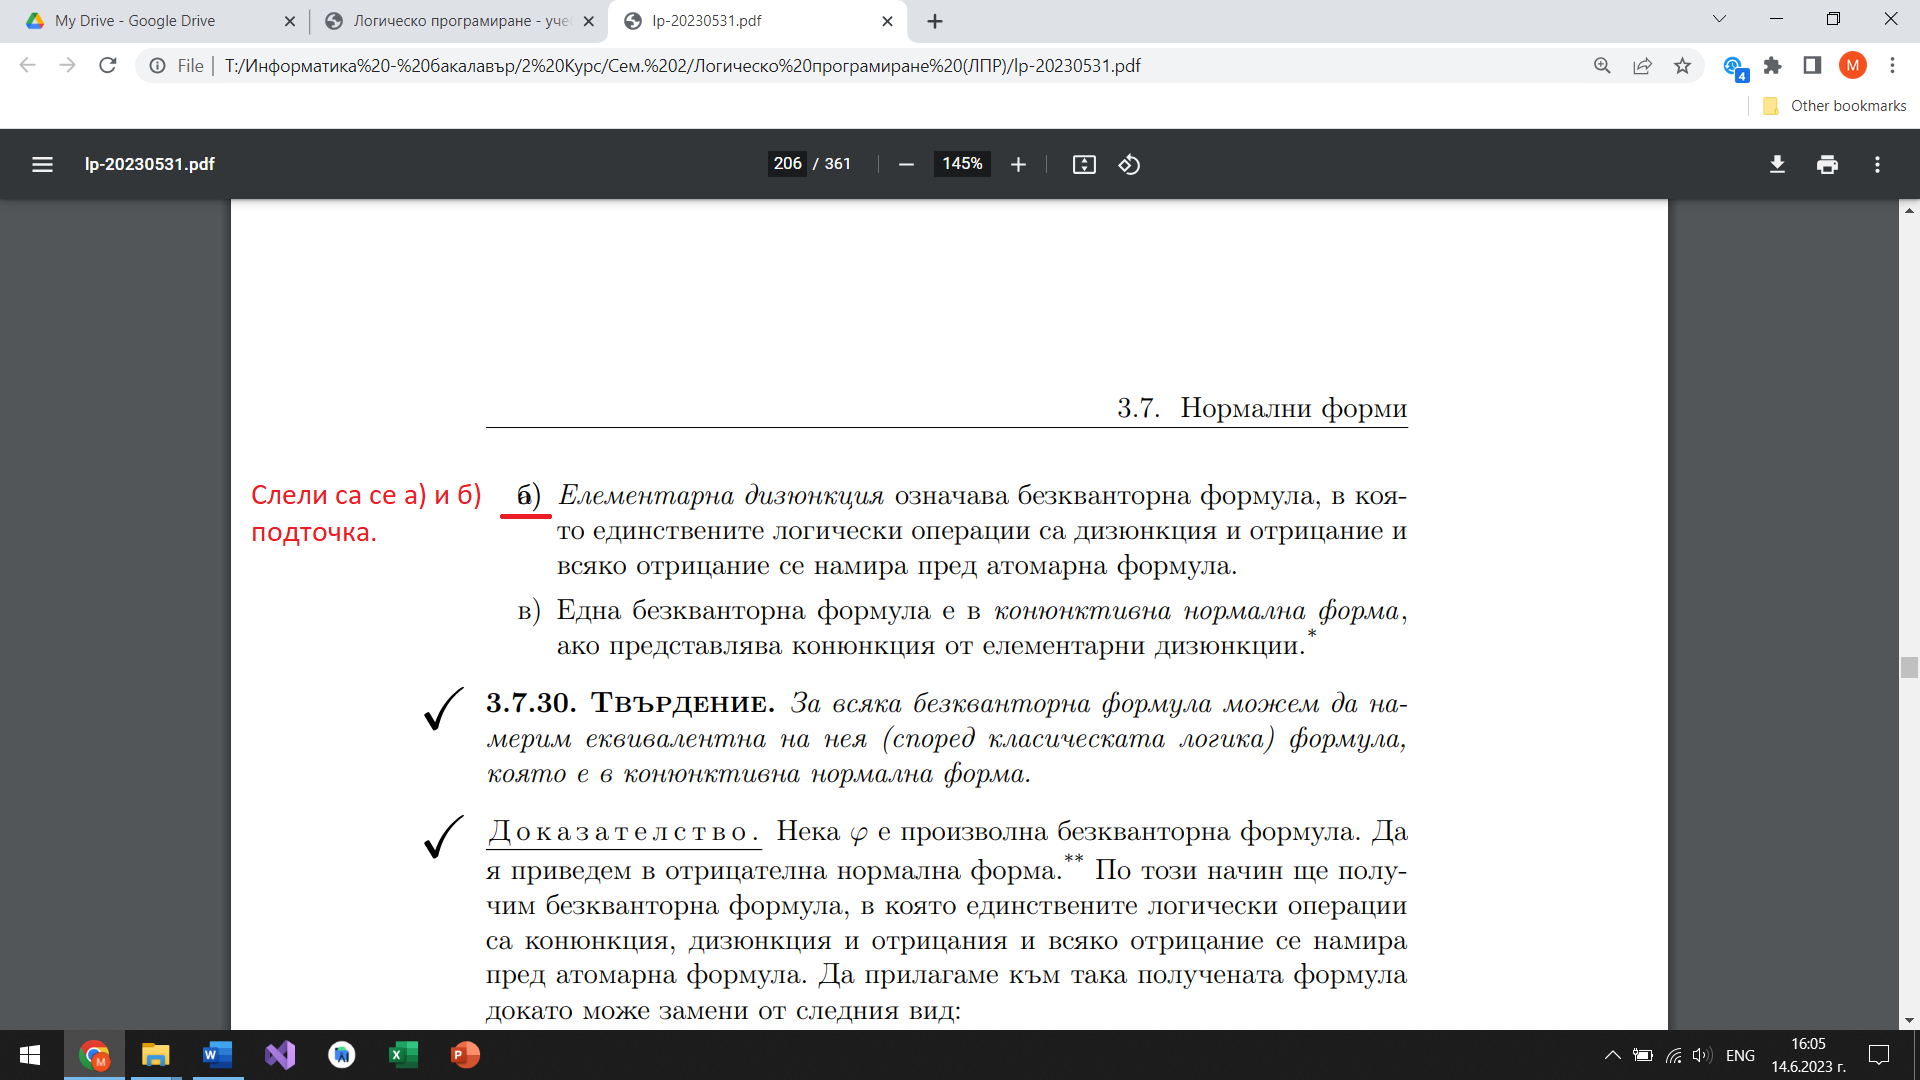 My Drive - Google Drive
Логическо програмиране - уче
lp-20230531.pdf
File | T:/Информатика%20-%20бакалавър/2%20Курс/Сем.%202/Логическо%20програмиране%20(ЛПР)/lp-20230531.pdf
4
M
Other bookmarks
lp-20230531.pdf
206 / 361
145%
3.7. Нормални форми
Слели са се а) и б)
подточка.
б) Елементарна дизюнкция означава безкванторна формула, в коя-
то единствените логически операции са дизюнкция и отрицание и
всяко отрицание се намира пред атомарна формула.
в) Една безкванторна формула е в конюнктивна нормална форма,
ако представлява конюнкция от елементарни дизюнкции.*
3.7.30. Твърдение. За всяка безкванторна формула можем да на-
мерим еквивалентна на нея (според класическата логика) формула,
която е в конюнктивна нормална форма.
Доказателство. Нека φ е произволна безкванторна формула. Да
я приведем в отрицателна нормална форма.** По този начин ще полу-
чим безкванторна формула, в която единствените логически операции
са конюнкция, дизюнкция и отрицания и всяко отрицание се намира
пред атомарна формула. Да прилагаме към така получената формула
докато може замени от следния вид:
ENG
16:05
14.6.2023 г.